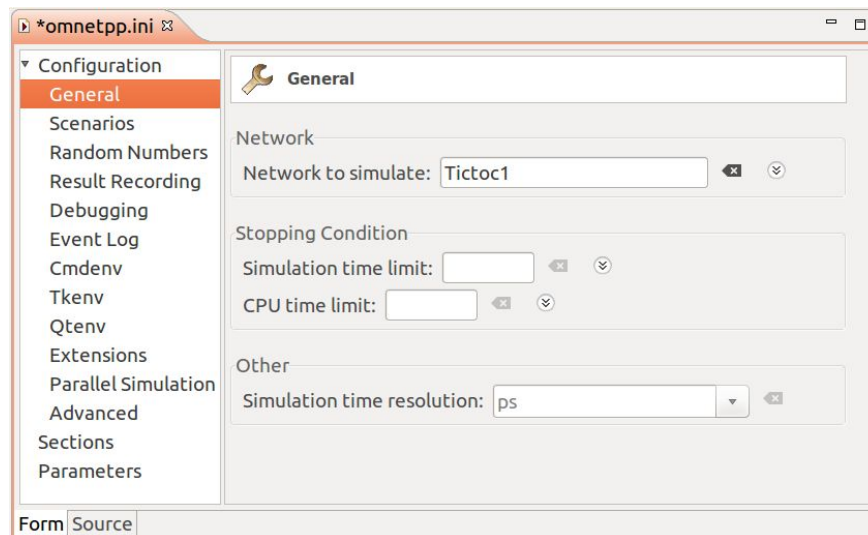 *omnetpp.ini
Configuration
General
Scenarios
Random Numbers
Result Recording
Debugging
Event Log
Cmdenv
Tkenv
Qtenv
Extensions
Parallel Simulation
Advanced
Sections
Parameters
General
Network
Network to simulate: Tictoc1
Stopping Condition
Simulation time limit:
CPU time limit:
Other
Simulation time resolution: ps
Form Source